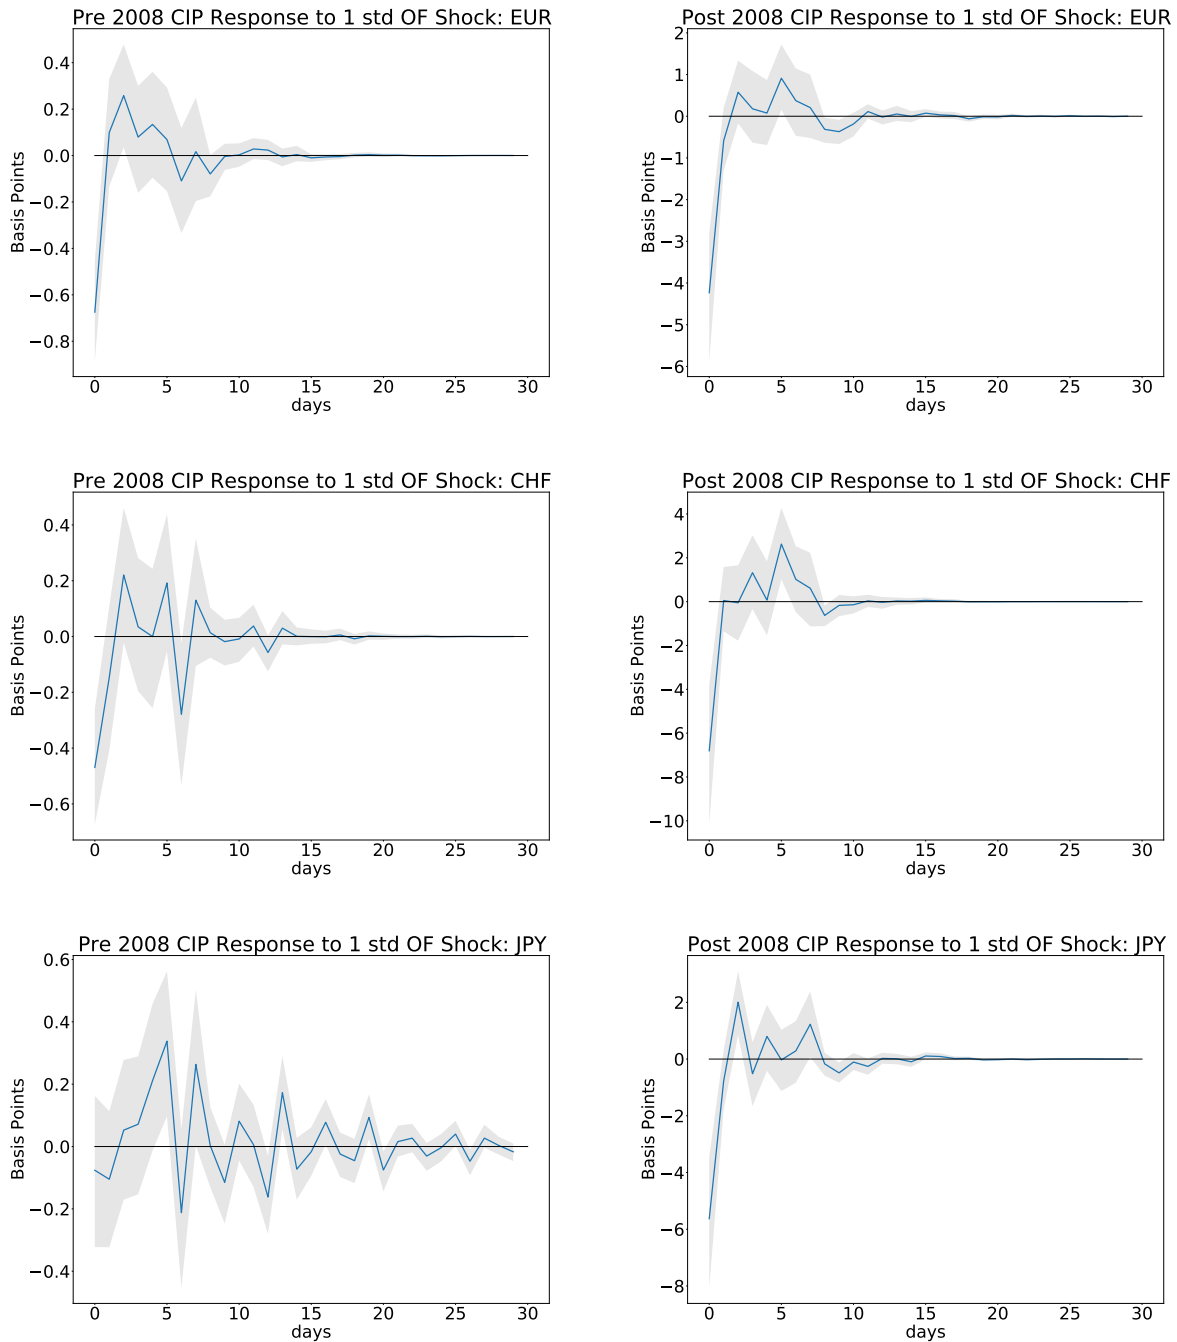 Pre 2008 CIP Response to 1 std OF Shock: EUR
Basis Points
0.4
0.2
0.0
−0.2
−0.4
−0.6
−0.8
0 5 10 15 20 25 30
days
Post 2008 CIP Response to 1 std OF Shock: EUR
Basis Points
2
1
0
−1
−2
−3
−4
−5
−6
0 5 10 15 20 25 30
days
Pre 2008 CIP Response to 1 std OF Shock: CHF
Basis Points
0.4
0.2
0.0
−0.2
−0.4
−0.6
0 5 10 15 20 25 30
days
Post 2008 CIP Response to 1 std OF Shock: CHF
Basis Points
4
2
0
−2
−4
−6
−8
−10
0 5 10 15 20 25 30
days
Pre 2008 CIP Response to 1 std OF Shock: JPY
Basis Points
0.6
0.4
0.2
0.0
−0.2
−0.4
0 5 10 15 20 25 30
days
Post 2008 CIP Response to 1 std OF Shock: JPY
Basis Points
2
0
−2
−4
−6
−8
0 5 10 15 20 25 30
days